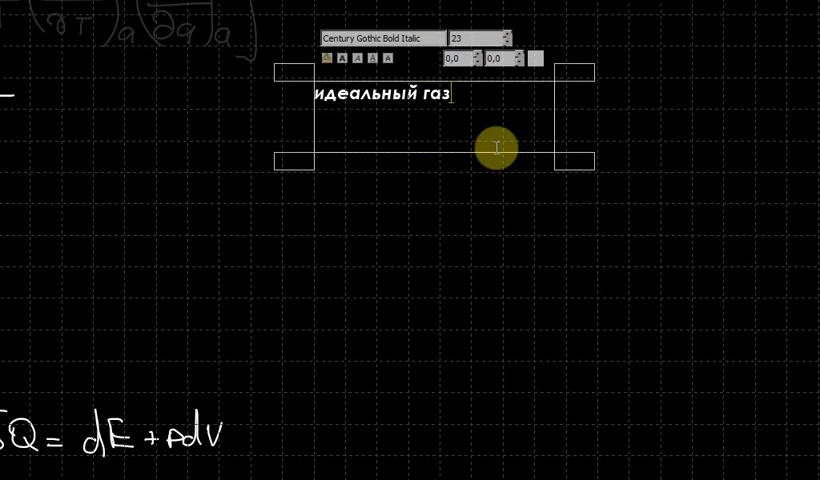 Century Gothic Bold Italic 23
0,0 0,0
идеальный газ
δQ = dE + pdV